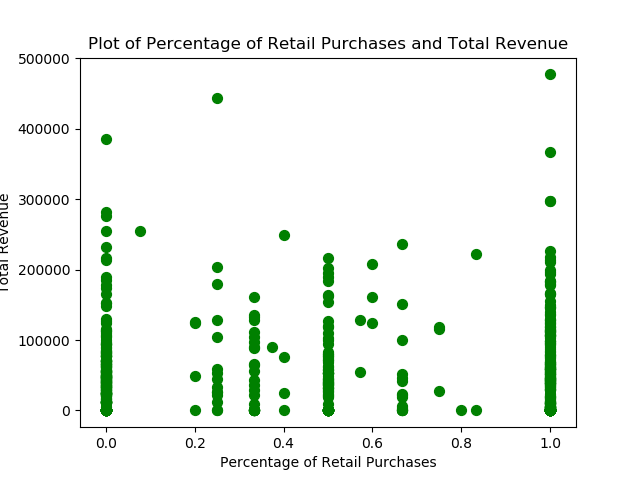 Plot of Percentage of Retail Purchases and Total Revenue
500000
400000
300000
200000
100000
0
Total Revenue
0.0 0.2 0.4 0.6 0.8 1.0
Percentage of Retail Purchases